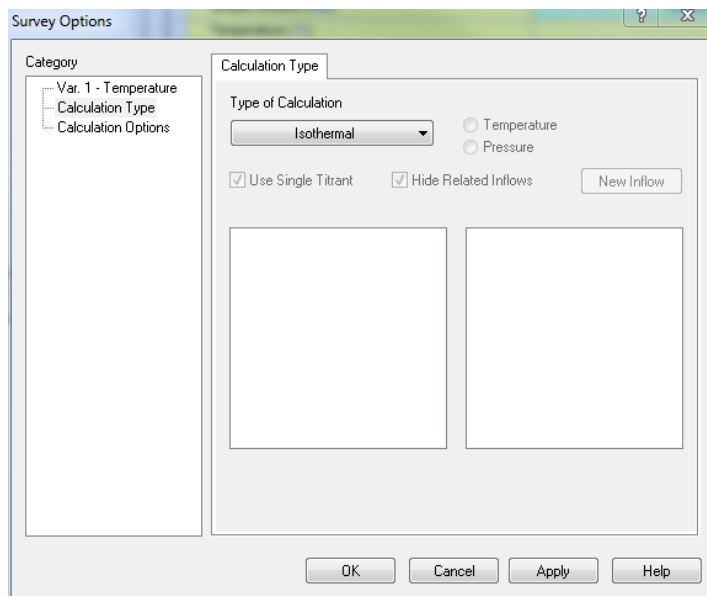 Survey Options
Category
Var. 1 - Temperature
Calculation Type
Calculation Options
Calculation Type
Type of Calculation
Isothermal
Temperature
Pressure
Use Single Titrant
Hide Related Inflows
New Inflow
OK
Cancel
Apply
Help